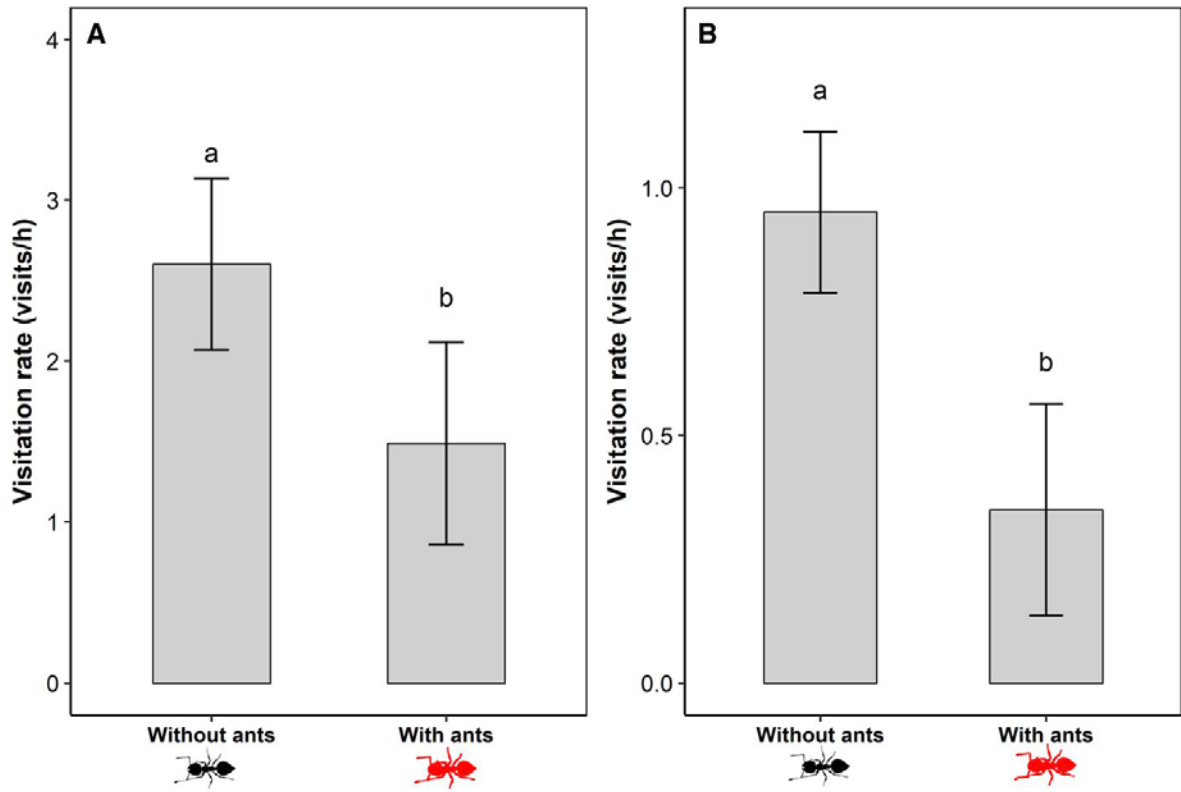 A
Visitation rate (visits/h)
4
3
2
1
0
a
b
Without ants
With ants
B
Visitation rate (visits/h)
1.0
0.5
0.0
a
b
Without ants
With ants